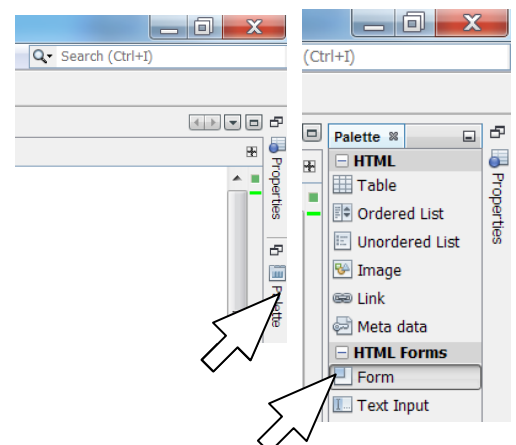 Search (Ctrl+I)
Properties
Palette
(Ctrl+I)
Palette
HTML
Table
Ordered List
Unordered List
Image
Link
Meta data
HTML Forms
Form
Text Input
Properties